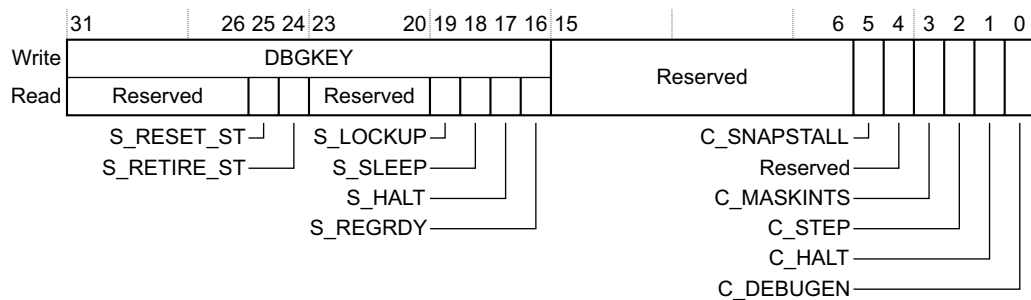 31 26 25 24 23 20 19 18 17 16 15 6 5 4 3 2 1 0
Write DBGKEY Reserved
Read Reserved Reserved
S_RESET_ST S_LOCKUP C_SNAPSTALL
S_RETIRE_ST S_SLEEP Reserved
S_HALT C_MASKINTS
S_REGRDY C_STEP
C_HALT
C_DEBUGEN